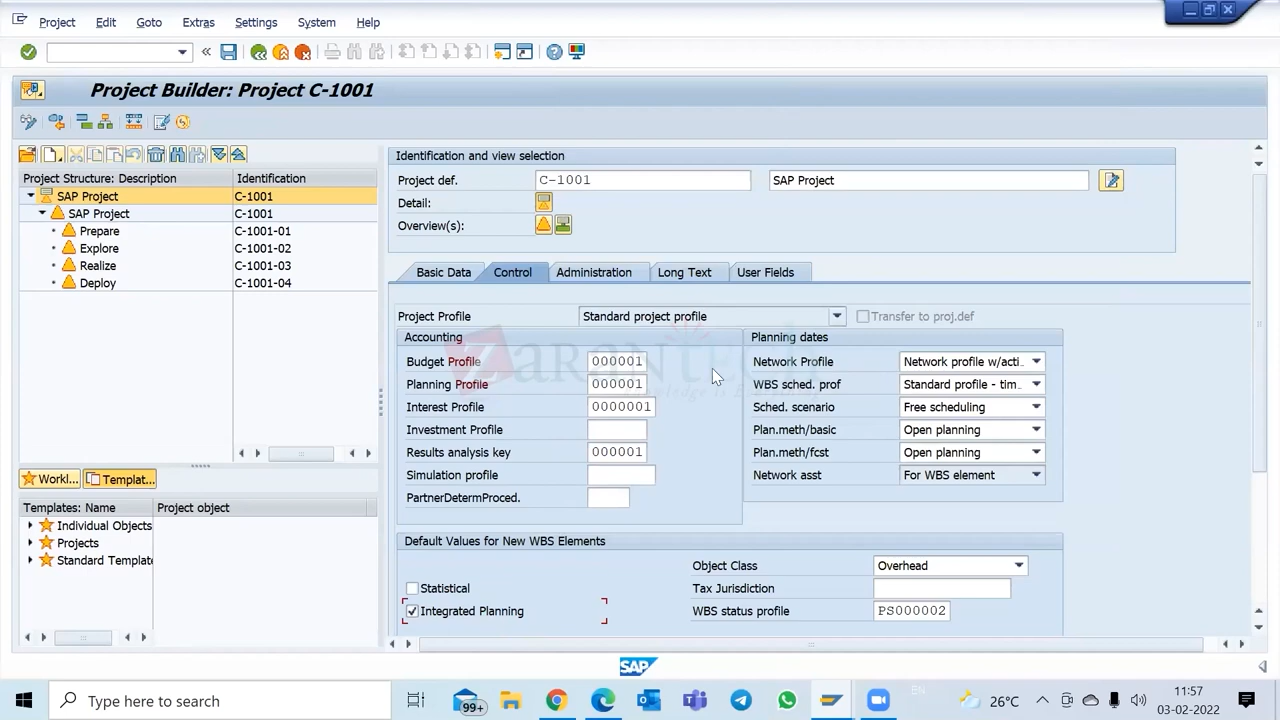 Project Edit Goto Extras Settings System Help
Project Builder: Project C-1001
Project Structure: Description Identification
SAP Project C-1001
SAP Project C-1001
Prepare C-1001-01
Explore C-1001-02
Realize C-1001-03
Deploy C-1001-04
Workl... Templat...
Templates: Name Project object
Individual Objects
Projects
Standard Template
Identification and view selection
Project def. C-1001 SAP Project
Detail:
Overview(s):
Basic Data Control Administration Long Text User Fields
Project Profile Standard project profile Transfer to proj.def
Accounting
Budget Profile 000001
Planning Profile 000001
Interest Profile 0000001
Investment Profile
Results analysis key 000001
Simulation profile
PartnerDetermProced.
Planning dates
Network Profile Network profile w/acti.
WBS sched. prof Standard profile - tim.
Sched. scenario Free scheduling
Plan.meth/basic Open planning
Plan.meth/fcst Open planning
Network asst For WBS element
ZaranTech
Default Values for New WBS Elements
Object Class Overhead
Statistical Tax Jurisdiction
Integrated Planning WBS status profile PS000002
SAP
Type here to search
99+
26°C
EN
11:57
03-02-2022